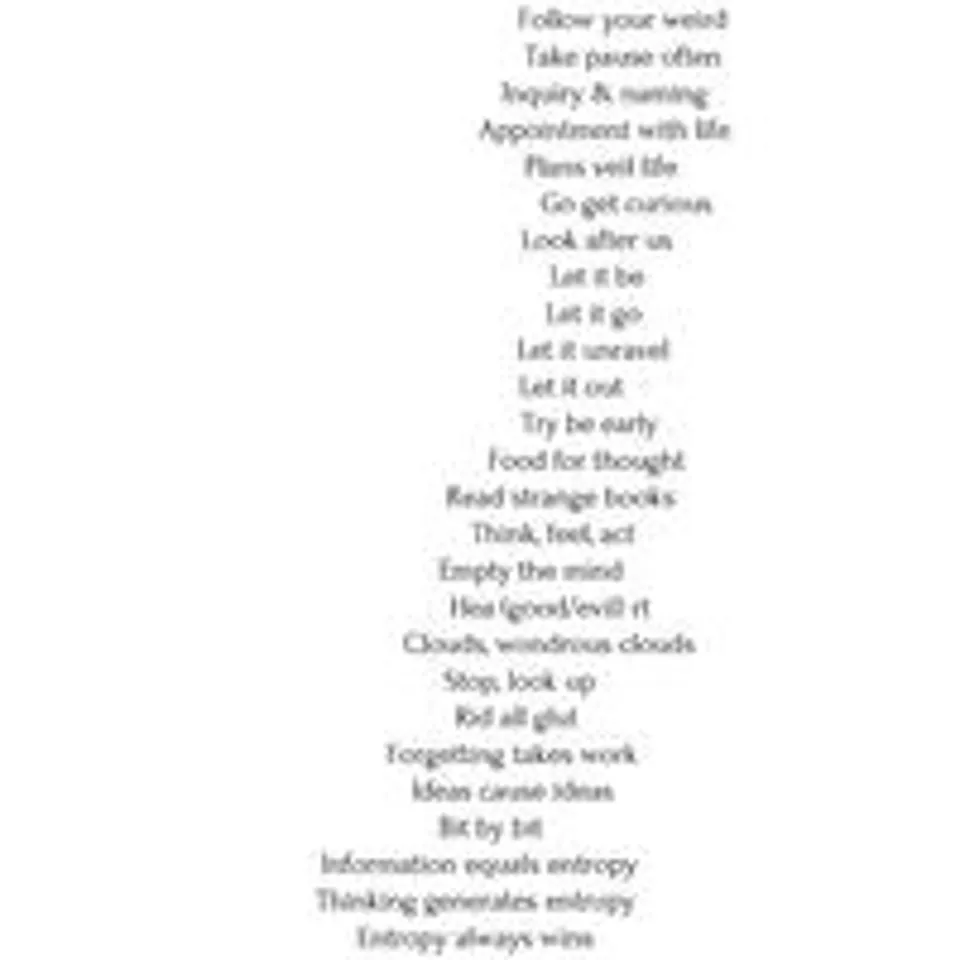 Follow your weird
Take pause often
Inquiry & naming
Appointment with life
Plans veil life
Go get curious
Look after us
Let it be
Let it go
Let it unravel
Let it out
Try be early
Food for thought
Read strange books
Think, feel, act
Empty the mind
Hea (good/evil) rt
Clouds, wondrous clouds
Stop, look up
Rid all glut
Forgetting takes work
Ideas cause ideas
Bit by bit
Information equals entropy
Thinking generates entropy
Entropy always wins